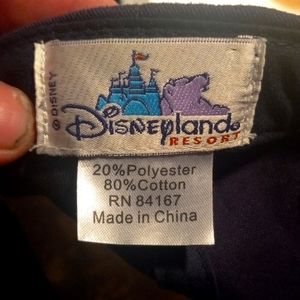 © DISNEY
Disneyland
RESORT
20%Polyester
80%Cotton
RN 84167
Made in China